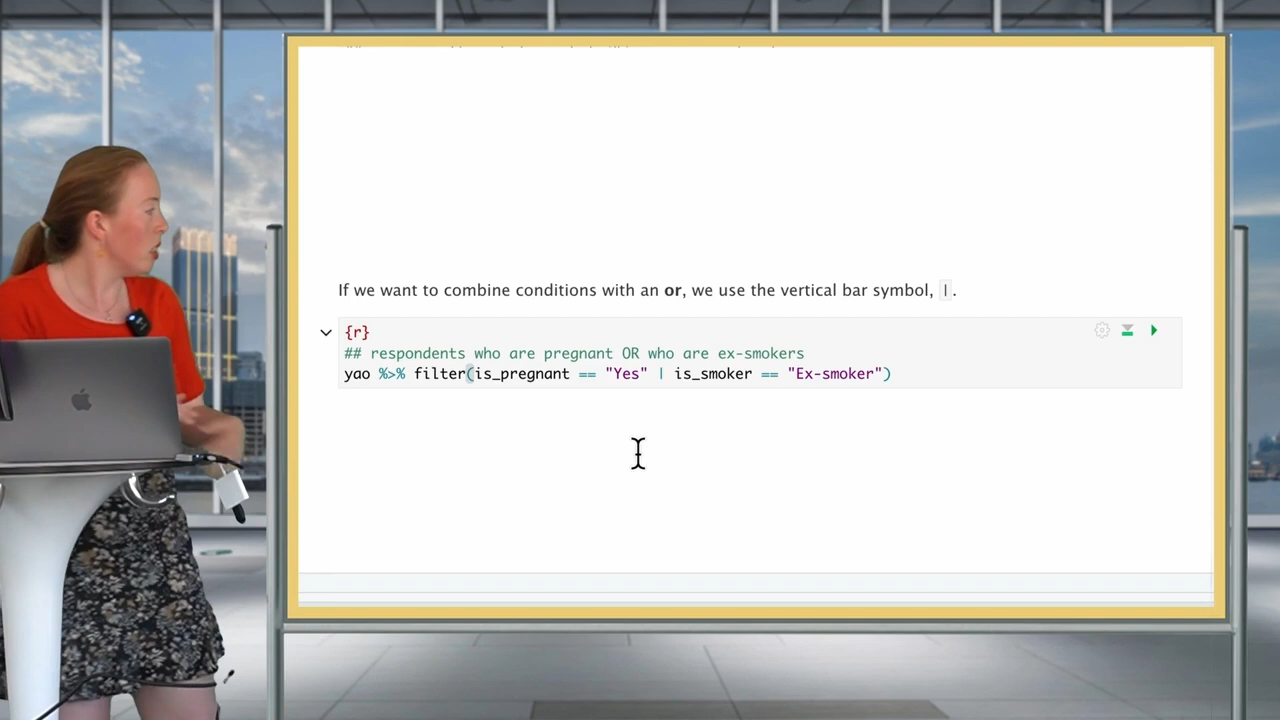 If we want to combine conditions with an or, we use the vertical bar symbol, |.
{r}
## respondents who are pregnant OR who are ex-smokers
yao %>% filter(is_pregnant == "Yes" | is_smoker == "Ex-smoker")